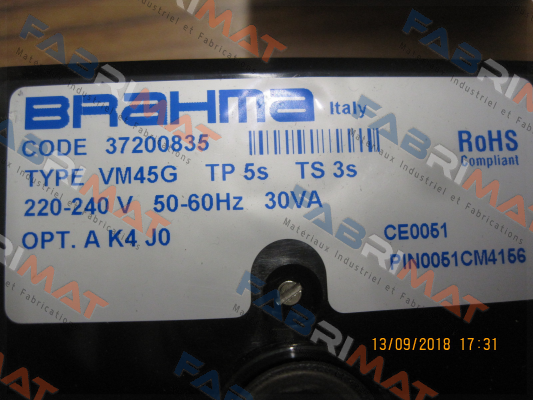 BRAHMA Italy
CODE 37200835
RoHS
Compliant
TYPE VM45G TP 5s TS 3s
220-240 V 50-60Hz 30VA
OPT. A K4 J0
CE0051
PIN0051CM4156
13/09/2018 17:31
FABRIMAT
Materiaux Industriel et Fabrications